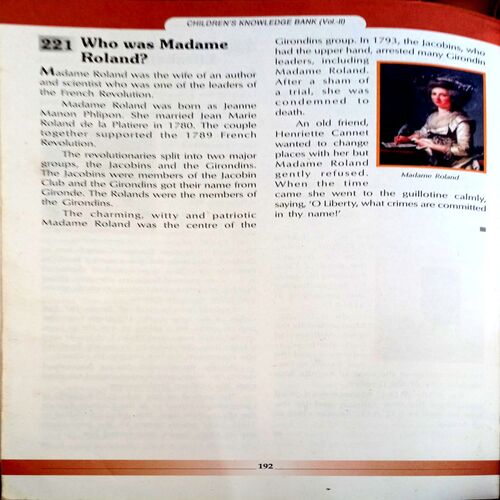 CHILDREN'S KNOWLEDGE BANK (Vol.-II)
221 Who was Madame
Roland?
Madame Roland was the wife of an author
and scientist who was one of the leaders of
the French Revolution.
Madame Roland was born as Jeanne
Manon Phlipon. She married Jean Marie
Roland de la Platiere in 1780. The couple
together supported the 1789 French
Revolution.
The revolutionaries split into two major
groups, the Jacobins and the Girondins.
The Jacobins were members of the Jacobin
Club and the Girondins got their name from
Gironde. The Rolands were the members of
the Girondins.
The charming, witty and patriotic
Madame Roland was the centre of the
Girondins group. In 1793, the Jacobins, who
had the upper hand, arrested many Girondin
leaders, including
Madame Roland.
After a sham of
a trial, she was
condemned to
death.
An old friend,
Henriette Cannet
wanted to change
places with her but
Madame Roland
gently refused.
When the time
came she went to the guillotine calmly,
saying, 'O Liberty, what crimes are committed
in thy name!'
Madame Roland
192